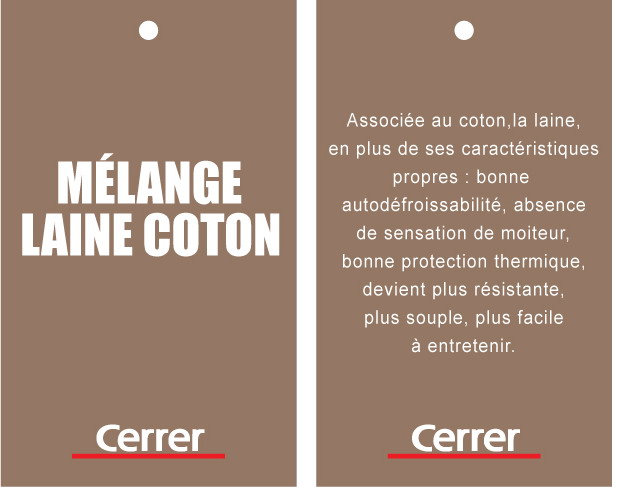 MÉLANGE
LAINE COTON
Cerrer
Associée au coton,la laine,
en plus de ses caractéristiques
propres : bonne
autodéfroissabilité, absence
de sensation de moiteur,
bonne protection thermique,
devient plus résistante,
plus souple, plus facile
à entretenir.
Cerrer